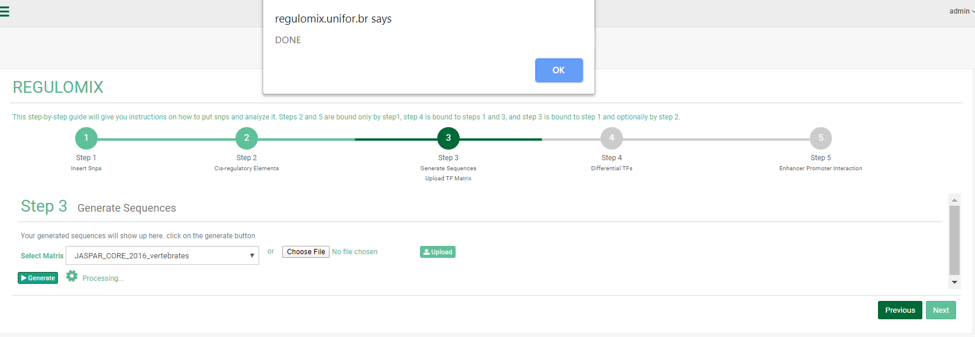 regulomix.unifor.br says
DONE
OK
admin
REGULOMIX
This step-by-step guide will give you instructions on how to put snps and analyze it. Steps 2 and 5 are bound only by step1, step 4 is bound to steps 1 and 3, and step 3 is bound to step 1 and optionally by step 2.
1 2 3 4 5
Step 1 Step 2 Step 3 Step 4 Step 5
Insert Snps Cis-regulatory Elements Generate Sequences Differential TFs Enhancer Promoter Interaction
Upload TF Matrix
Step 3 Generate Sequences
Your generated sequences will show up here. click on the generate button
Select Matrix JASPAR_CORE_2016_vertebrates or Choose File No file chosen Upload
Generate Processing...
Previous Next